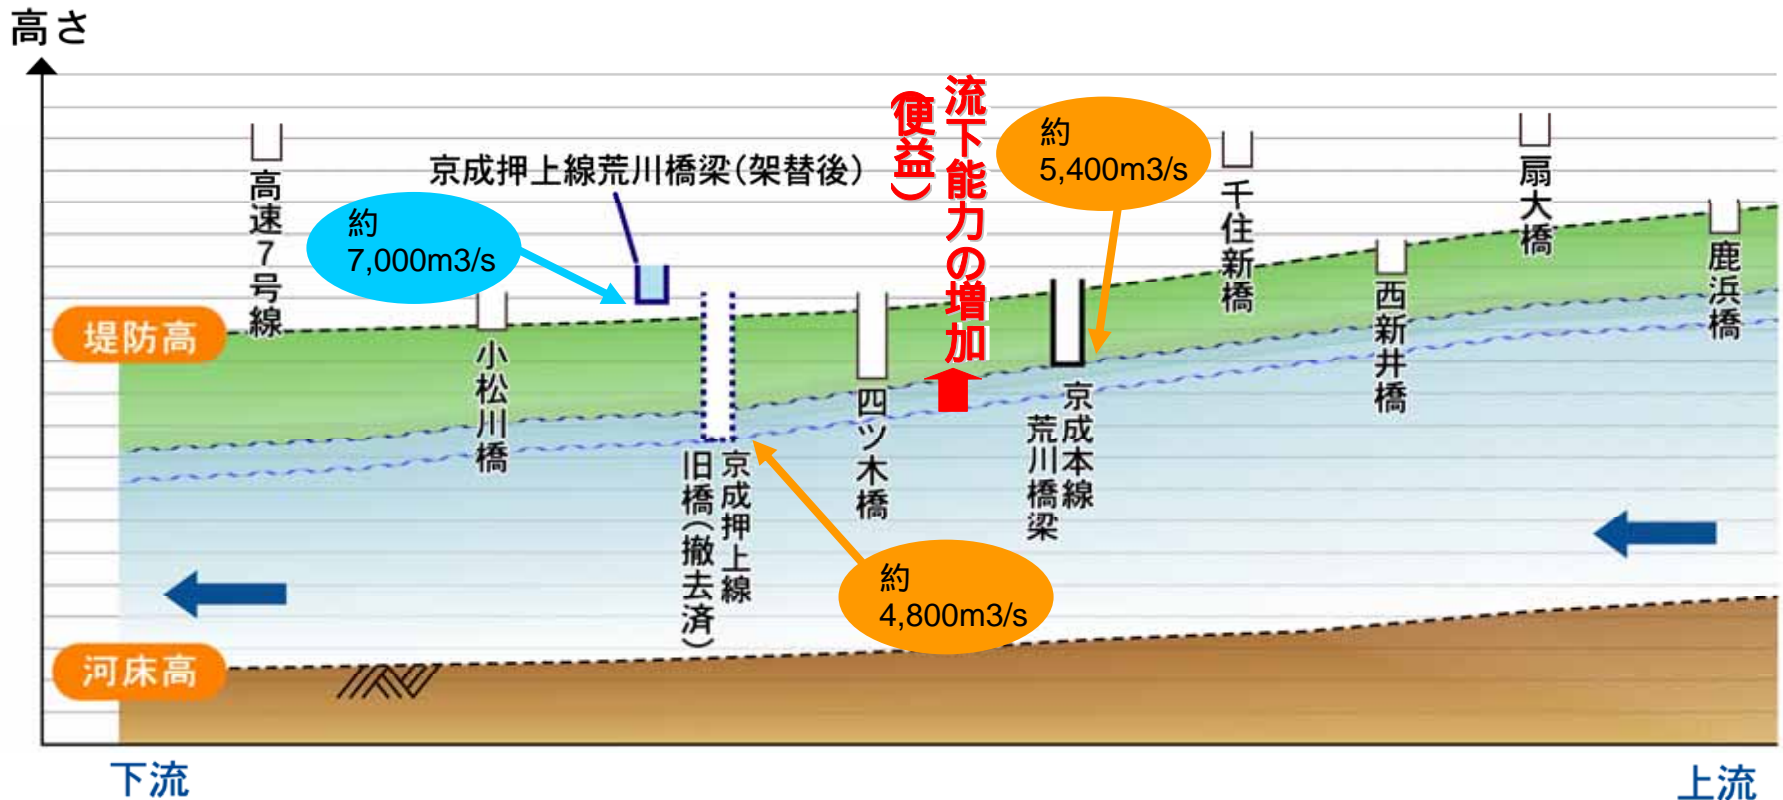 高さ
流下能力の増加
（便益）
約
5,400m3/s
京成押上線荒川橋梁（架替後）
約
7,000m3/s
高速7号線
千住新橋
扇大橋
鹿浜橋
西新井橋
堤防高
小松川橋
四ツ木橋
京成本線
荒川橋梁
京成押上線
旧橋（撤去済）
約
4,800m3/s
河床高
下流
上流